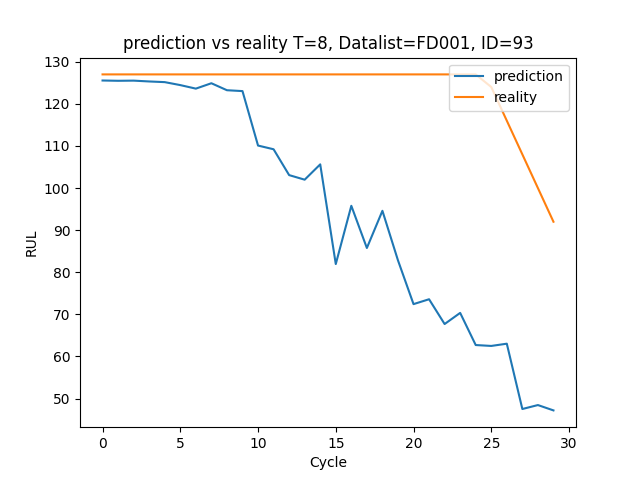 prediction vs reality T=8, Datalist=FD001, ID=93
130
120
110
100
90
80
70
60
50
RUL
prediction
reality
0 5 10 15 20 25 30
Cycle